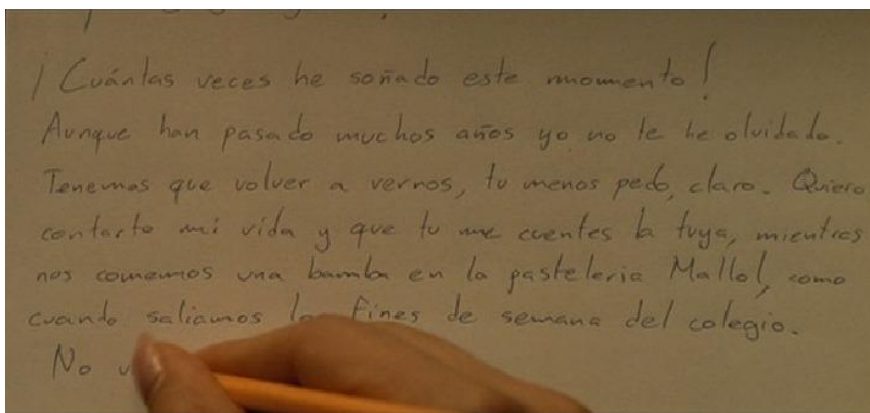 ¡Cuántas veces he soñado este momento!
Aunque han pasado muchos años yo no te he olvidado.
Tenemos que volver a vernos, tu menos pedo, claro. Quiero
contarte mi vida y que tu me cuentes la tuya, mientras
nos comemos una bamba en la pasteleria Mallol, como
cuando saliamos los fines de semana del colegio.
No